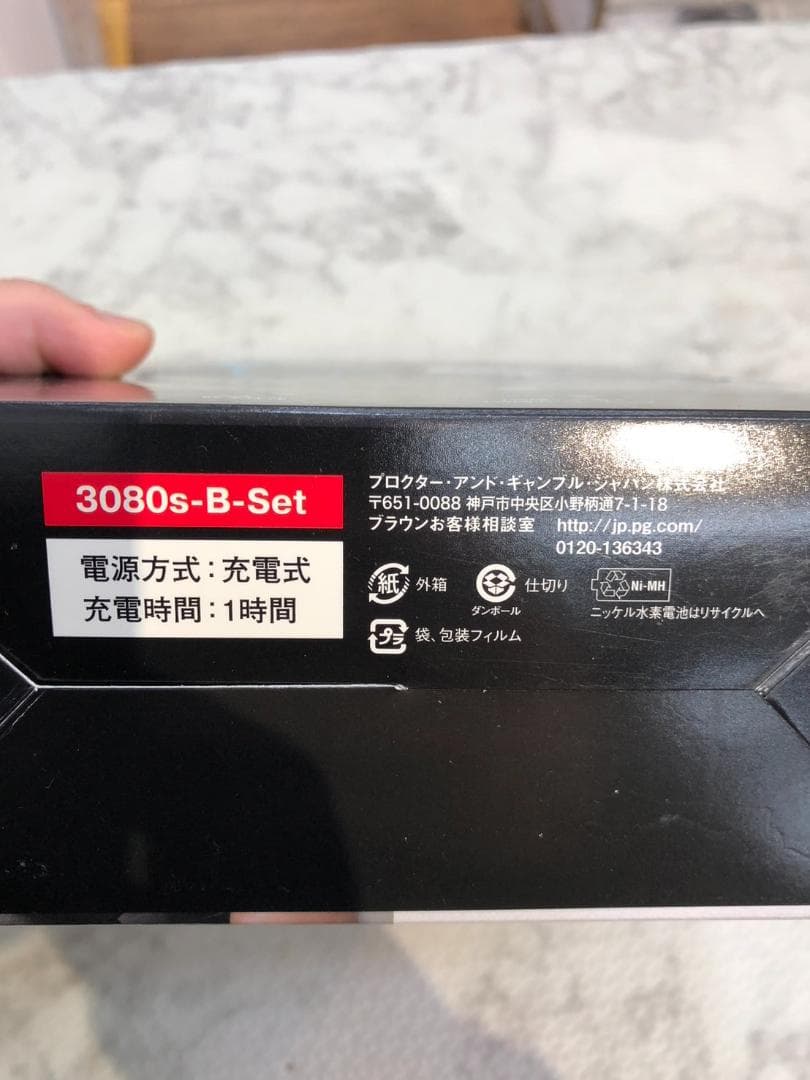 3080s-B-Set
電源方式：充電式
充電時間：1時間
プロクター・アンド・ギャンブル・ジャパン株式会社
〒651-0088 神戸市中央区小野柄通7-1-18
ブラウンお客様相談室 http://jp.pg.com/
0120-136343
紙 外箱
ダンボール 仕切り
Ni-MH
ニッケル水素電池はリサイクルへ
プラ 袋、包装フィルム